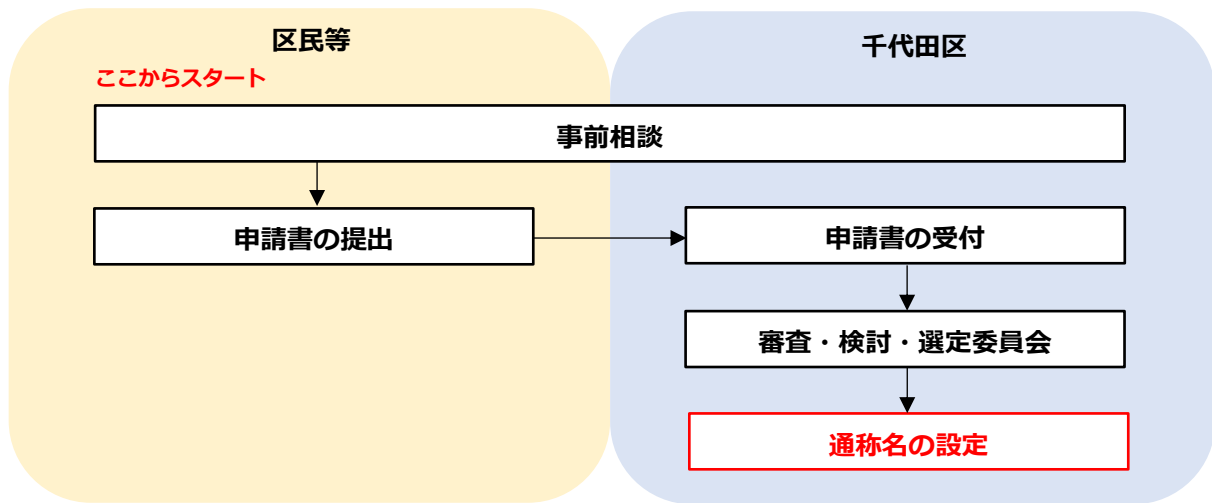 区民等
千代田区
ここからスタート
事前相談
申請書の提出
申請書の受付
審査・検討・選定委員会
通称名の設定